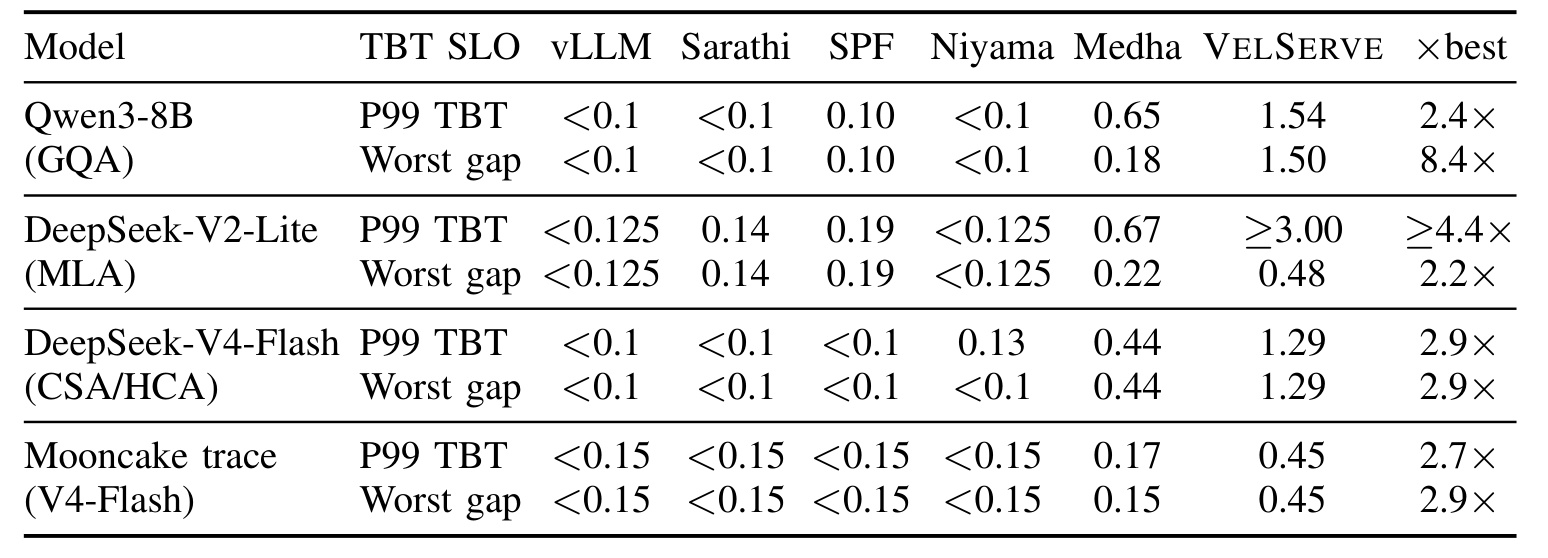 Model TBT SLO vLLM Sarathi SPF Niyama Medha VELSERVE ×best
Qwen3-8B P99 TBT <0.1 <0.1 0.10 <0.1 0.65 1.54 2.4×
(GQA) Worst gap <0.1 <0.1 0.10 <0.1 0.18 1.50 8.4×
DeepSeek-V2-Lite P99 TBT <0.125 0.14 0.19 <0.125 0.67 ≥3.00 ≥4.4×
(MLA) Worst gap <0.125 0.14 0.19 <0.125 0.22 0.48 2.2×
DeepSeek-V4-Flash P99 TBT <0.1 <0.1 <0.1 0.13 0.44 1.29 2.9×
(CSA/HCA) Worst gap <0.1 <0.1 <0.1 <0.1 0.44 1.29 2.9×
Mooncake trace P99 TBT <0.15 <0.15 <0.15 <0.15 0.17 0.45 2.7×
(V4-Flash) Worst gap <0.15 <0.15 <0.15 <0.15 0.15 0.45 2.9×